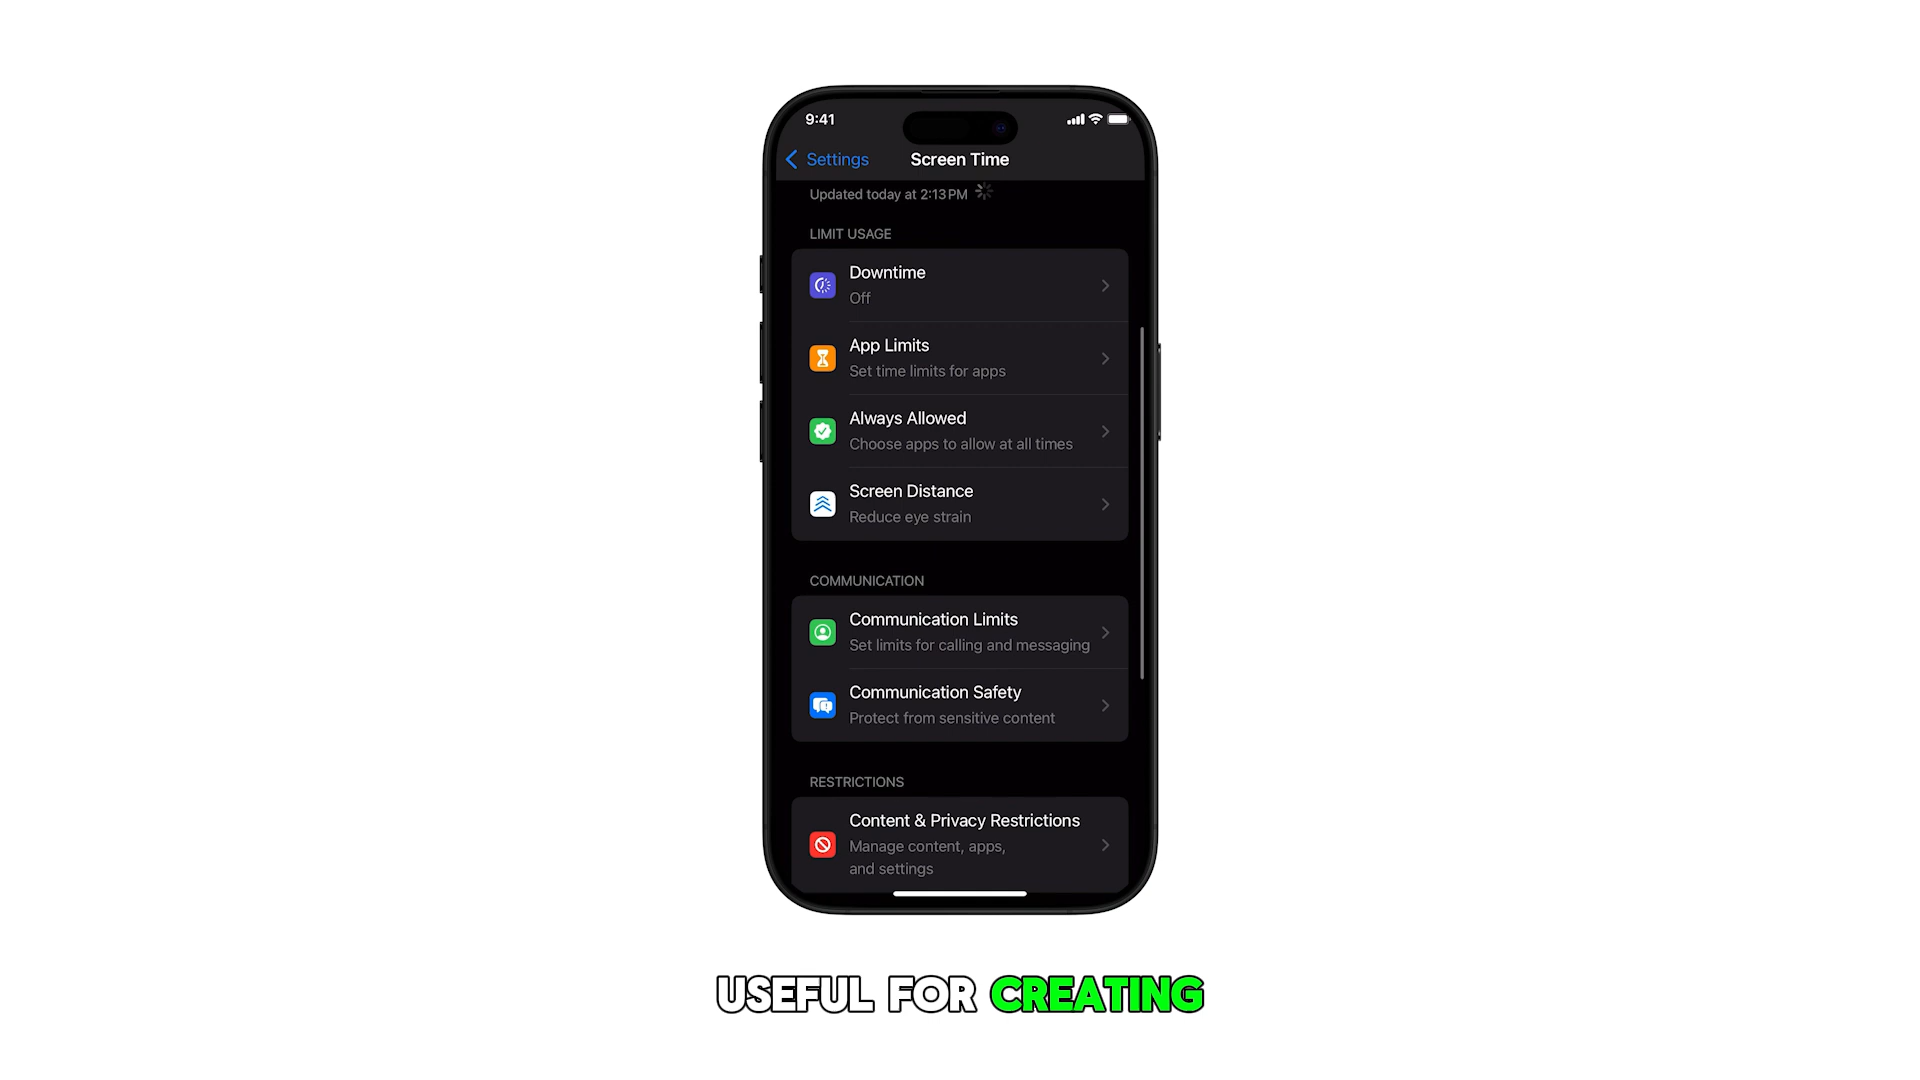 9:41
Settings
Screen Time
Updated today at 2:13 PM
LIMIT USAGE
Downtime
Off
App Limits
Set time limits for apps
Always Allowed
Choose apps to allow at all times
Screen Distance
Reduce eye strain
COMMUNICATION
Communication Limits
Set limits for calling and messaging
Communication Safety
Protect from sensitive content
RESTRICTIONS
Content & Privacy Restrictions
Manage content, apps,
and settings
USEFUL FOR CREATING